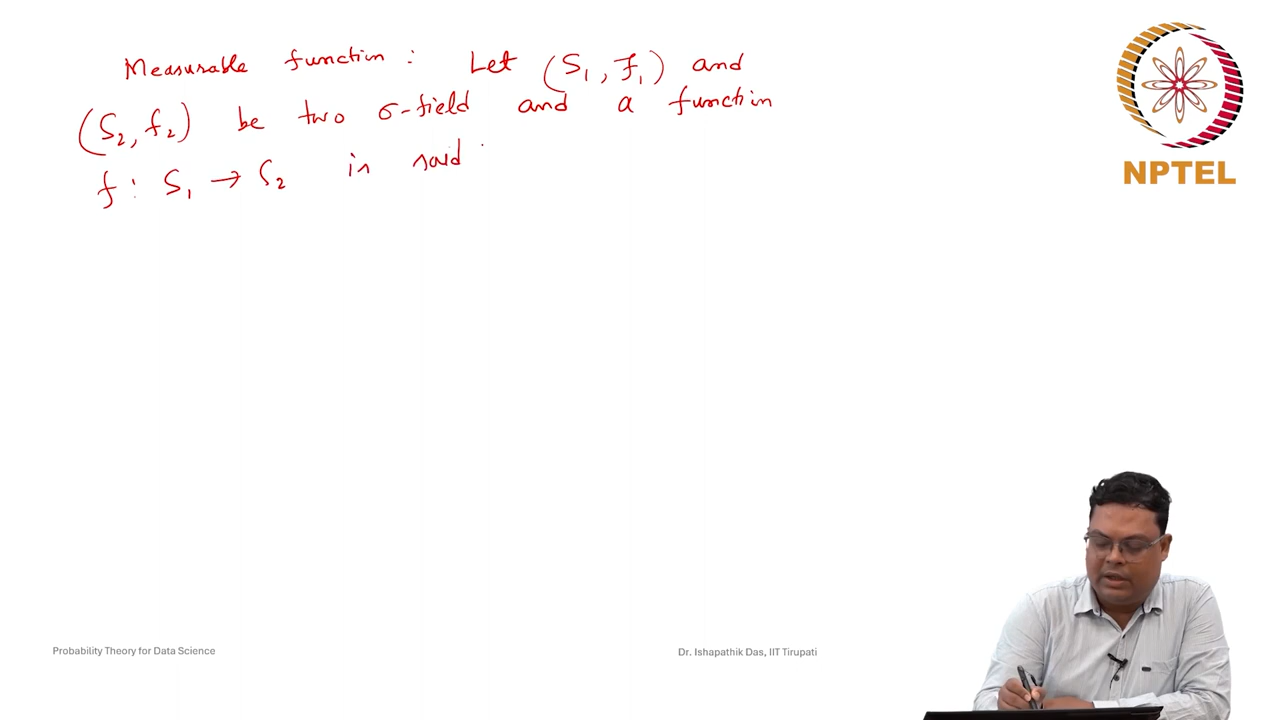 Measurable function : Let (S₁, F₁) and
(S₂, F₂) be two σ-field and a function
f : S₁ → S₂ is said
NPTEL
Probability Theory for Data Science
Dr. Ishapathik Das, IIT Tirupati